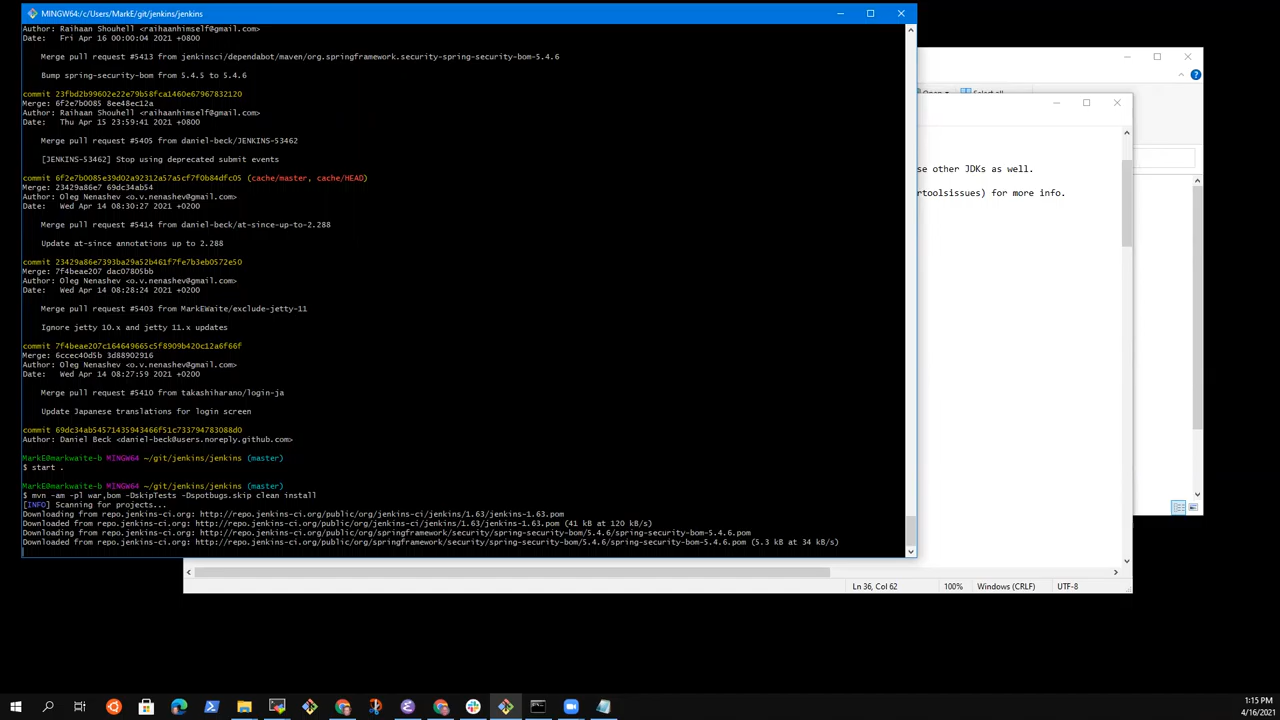 MINGW64:/c/Users/MarkE/git/jenkins/jenkins
Author: Raihaan Shouhell <raihaanhimself@gmail.com>
Date:   Fri Apr 16 00:00:04 2021 +0800
Merge pull request #5413 from jenkinsci/dependabot/maven/org.springframework.security-spring-security-bom-5.4.6
Bump spring-security-bom from 5.4.5 to 5.4.6
commit 23fbd2b99602e22e79b58fca1460e67967832120
Merge: 6f2e7b0085 8ee48ec12a
Author: Raihaan Shouhell <raihaanhimself@gmail.com>
Date:   Thu Apr 15 23:59:41 2021 +0800
Merge pull request #5405 from daniel-beck/JENKINS-53462
[JENKINS-53462] Stop using deprecated submit events
commit 6f2e7b0085e39d02a92312a57a5cf7f0b84dfc05 (cache/master, cache/HEAD)
Merge: 23429a86e7 69dc34ab54
Author: Oleg Nenashev <o.v.nenashev@gmail.com>
Date:   Wed Apr 14 08:30:27 2021 +0200
Merge pull request #5414 from daniel-beck/at-since-up-to-2.288
Update at-since annotations up to 2.288
commit 23429a86e7393ba29a52b461f7fe7b3eb0572e50
Merge: 7f4beae207 dac07805bb
Author: Oleg Nenashev <o.v.nenashev@gmail.com>
Date:   Wed Apr 14 08:28:24 2021 +0200
Merge pull request #5403 from MarkEWaite/exclude-jetty-11
Ignore jetty 10.x and jetty 11.x updates
commit 7f4beae207c164649665c5f8909b420c12a6f66f
Merge: 6ccec40d5b 3d88902916
Author: Oleg Nenashev <o.v.nenashev@gmail.com>
Date:   Wed Apr 14 08:27:59 2021 +0200
Merge pull request #5410 from takashiharano/login-ja
Update Japanese translations for login screen
commit 69dc34ab54571435943466f51c733794783088d0
Author: Daniel Beck <daniel-beck@users.noreply.github.com>
MarkE@markwaite-b MINGW64 ~/git/jenkins/jenkins (master)
$ start .
MarkE@markwaite-b MINGW64 ~/git/jenkins/jenkins (master)
$ mvn -am -pl war,bom -DskipTests -Dspotbugs.skip clean install
[INFO] Scanning for projects...
Downloading from repo.jenkins-ci.org: http://repo.jenkins-ci.org/public/org/jenkins-ci/jenkins/1.63/jenkins-1.63.pom
Downloaded from repo.jenkins-ci.org: http://repo.jenkins-ci.org/public/org/jenkins-ci/jenkins/1.63/jenkins-1.63.pom (41 kB at 120 kB/s)
Downloading from repo.jenkins-ci.org: http://repo.jenkins-ci.org/public/org/springframework/security/spring-security-bom/5.4.6/spring-security-bom-5.4.6.pom
Downloaded from repo.jenkins-ci.org: http://repo.jenkins-ci.org/public/org/springframework/security/spring-security-bom/5.4.6/spring-security-bom-5.4.6.pom (5.3 kB at 34 kB/s)
se other JDKs as well.
rtoolsissues) for more info.
Ln 36, Col 62
100%
Windows (CRLF)
UTF-8
1:15 PM
4/16/2021